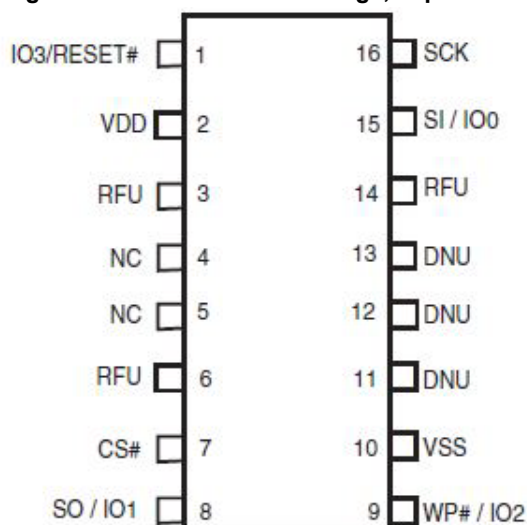 IO3/RESET# 1 16 SCK
VDD 2 15 SI / IO0
RFU 3 14 RFU
NC 4 13 DNU
NC 5 12 DNU
RFU 6 11 DNU
CS# 7 10 VSS
SO / IO1 8 9 WP# / IO2